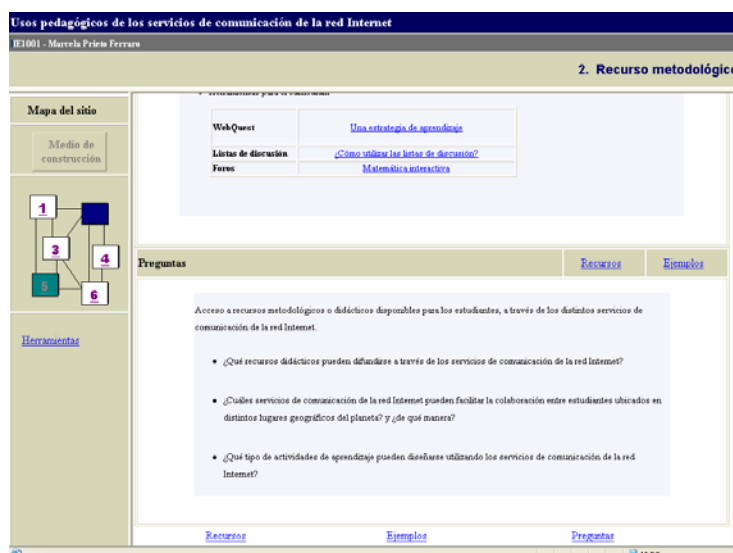 Usos pedagógicos de los servicios de comunicación de la red Internet
IE1001 - Marcela Prieto Ferraro
2. Recurso metodológico
Mapa del sitio
Medio de
construcción
1
3
4
5
6
Herramientas
WebQuest Una estrategia de aprendizaje
Listas de discusión ¿Cómo utilizar las listas de discusión?
Foros Matemática interactiva
Preguntas Recursos Ejemplos
Acceso a recursos metodológicos o didácticos disponibles para los estudiantes, a través de los distintos servicios de
comunicación de la red Internet.
• ¿Qué recursos didácticos pueden difundirse a través de los servicios de comunicación de la red Internet?
• ¿Cuáles servicios de comunicación de la red Internet pueden facilitar la colaboración entre estudiantes ubicados en
distintos lugares geográficos del planeta? y ¿de qué manera?
• ¿Qué tipo de actividades de aprendizaje pueden diseñarse utilizando los servicios de comunicación de la red
Internet?
Recursos Ejemplos Preguntas